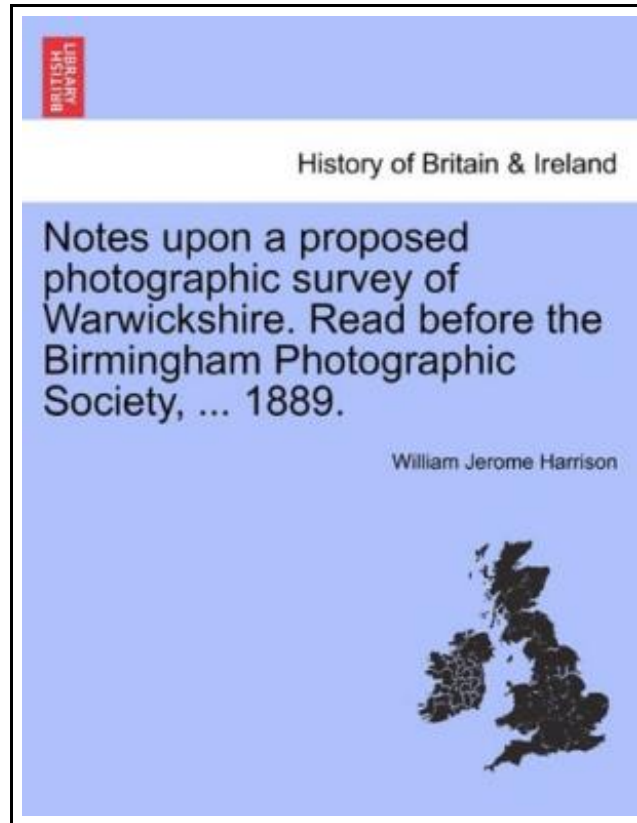 BRITISH
LIBRARY
History of Britain & Ireland
Notes upon a proposed
photographic survey of
Warwickshire. Read before the
Birmingham Photographic
Society, ... 1889.
William Jerome Harrison